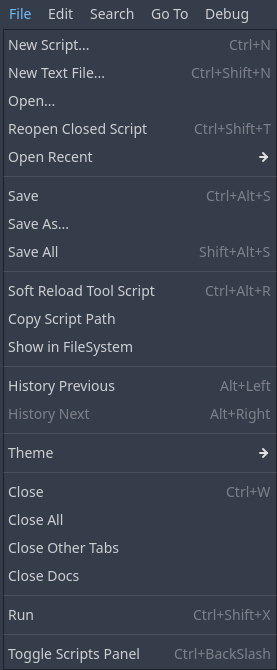 File Edit Search Go To Debug
New Script... Ctrl+N
New Text File... Ctrl+Shift+N
Open...
Reopen Closed Script Ctrl+Shift+T
Open Recent
Save Ctrl+Alt+S
Save As...
Save All Shift+Alt+S
Soft Reload Tool Script Ctrl+Alt+R
Copy Script Path
Show in FileSystem
History Previous Alt+Left
History Next Alt+Right
Theme
Close Ctrl+W
Close All
Close Other Tabs
Close Docs
Run Ctrl+Shift+X
Toggle Scripts Panel Ctrl+BackSlash